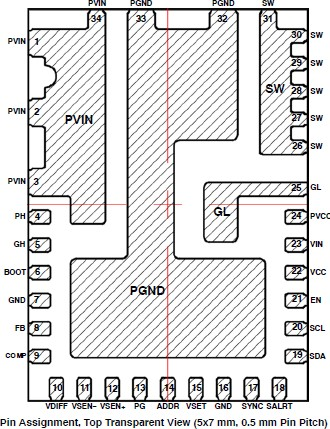 PVIN PGND PGND SW
34 33 32 31
PVIN 1 30 SW
29 SW
SW 28 SW
PVIN 2 PVIN 27 SW
26 SW
PVIN 3 25 GL
PH 4 GL 24 PVCC
GH 5 23 VIN
BOOT 6 22 VCC
GND 7 PGND 21 EN
FB 8 20 SCL
COMP 9 19 SDA
10 11 12 13 14 15 16 17 18
VDIFF VSEN− VSEN+ PG ADDR VSET GND SYNC SALRT
Pin Assignment, Top Transparent View (5x7 mm, 0.5 mm Pin Pitch)